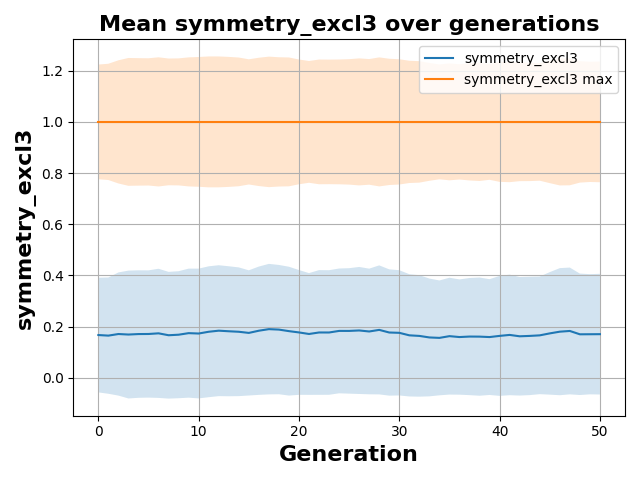 Mean symmetry_excl3 over generations
symmetry_excl3
symmetry_excl3 max
symmetry_excl3
1.2
1.0
0.8
0.6
0.4
0.2
0.0
0 10 20 30 40 50
Generation